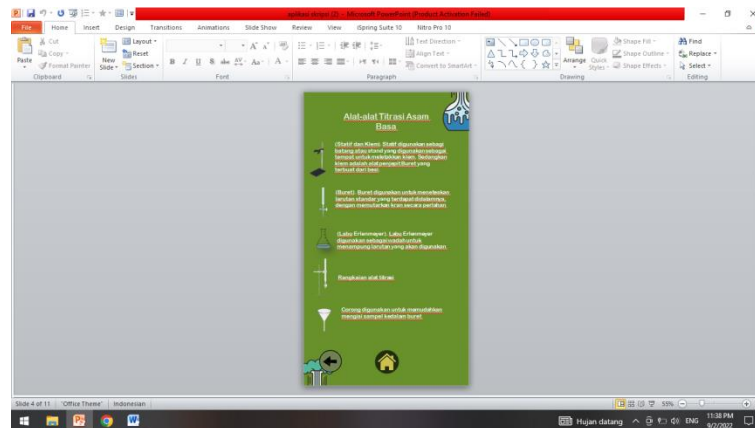 aplikasi skripsi (2) - Microsoft PowerPoint (Product Activation Failed)
File Home Insert Design Transitions Animations Slide Show Review View iSpring Suite 10 Nitro Pro 10
Cut
Copy
Format Painter
Paste
Clipboard
New Slide
Layout
Reset
Section
Slides
Font
Text Direction
Align Text
Convert to SmartArt
Paragraph
Arrange
Quick Styles
Shape Fill
Shape Outline
Shape Effects
Drawing
Find
Replace
Select
Editing
Alat-alat Titrasi Asam
Basa
(Statif dan Klem). Statif digunakan sebagi
batang atau stand yang digunakan sebagai
tempat untuk meletakkan klem. Sedangkan
klem adalah alat penjepit Buret yang
terbuat dari besi.
(Buret). Buret digunkan untuk meneteskan
larutan standar yang terdapat didalamnya,
dengan memutarkan kran secara perlahan.
(Labu Erlenmayer). Labu Erlenmayer
digunakan sebagai wadah untuk
menampung larutan yang akan digunakan
Rangkaian alat titrasi
Corong digunakan untuk memudahkan
mengisi sampel kedalam buret
Slide 4 of 11 "Office Theme" Indonesian 55%
Hujan datang ENG
11:38 PM
9/2/2022